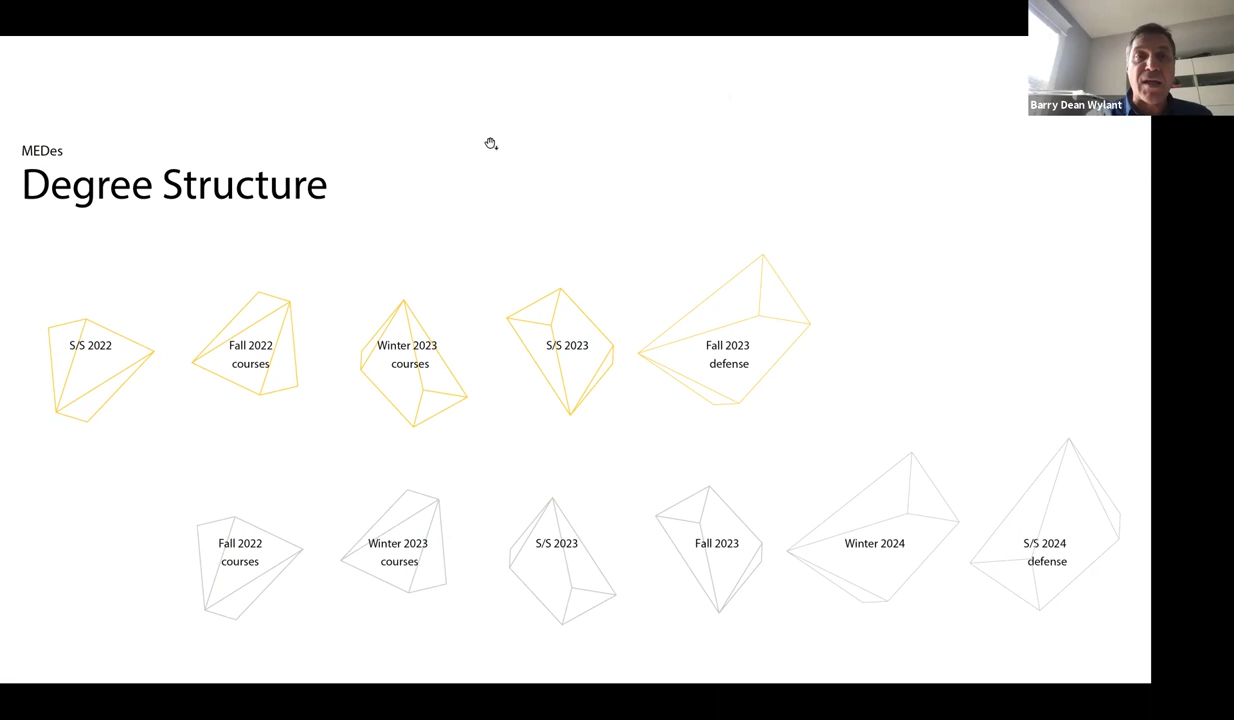 Barry Dean Wylant
MEDes
Degree Structure
S/S 2022
Fall 2022
courses
Winter 2023
courses
S/S 2023
Fall 2023
defense
Fall 2022
courses
Winter 2023
courses
S/S 2023
Fall 2023
Winter 2024
S/S 2024
defense